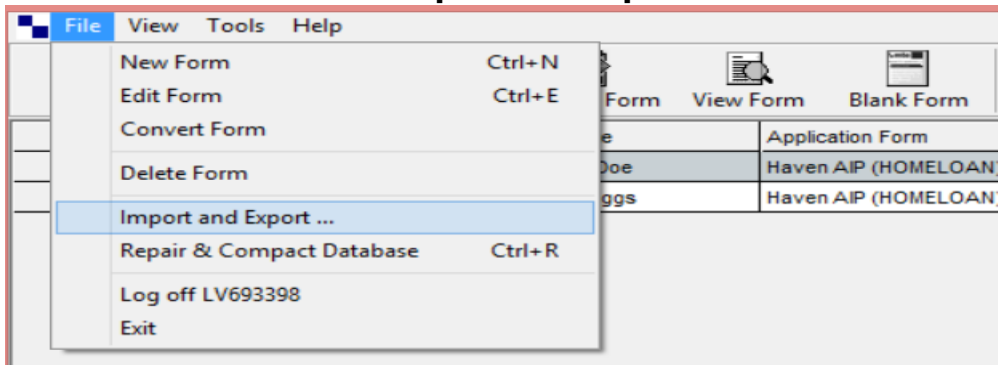 File View Tools Help
New Form Ctrl+N
Edit Form Ctrl+E
Convert Form
Delete Form
Import and Export ...
Repair & Compact Database Ctrl+R
Log off LV693398
Exit
Form View Form Blank Form
Application Form
Doe Haven AIP (HOMELOAN)
Haven AIP (HOMELOAN)